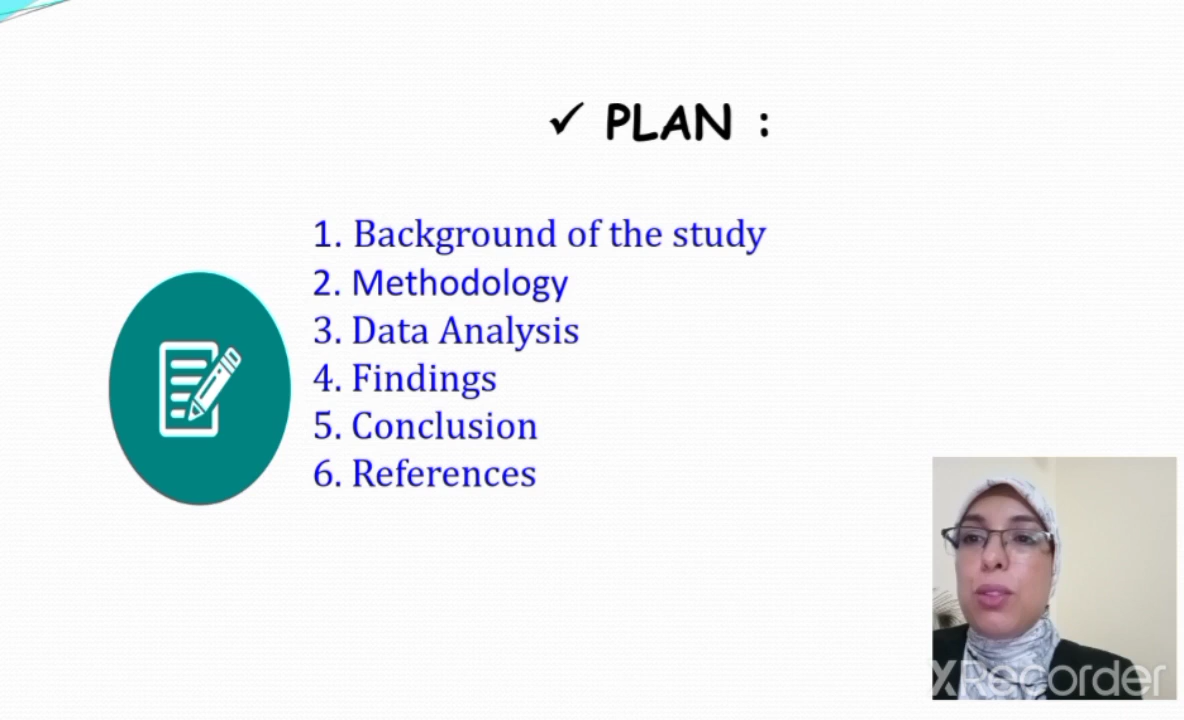 ✓ PLAN :
1. Background of the study
2. Methodology
3. Data Analysis
4. Findings
5. Conclusion
6. References
XRecorder